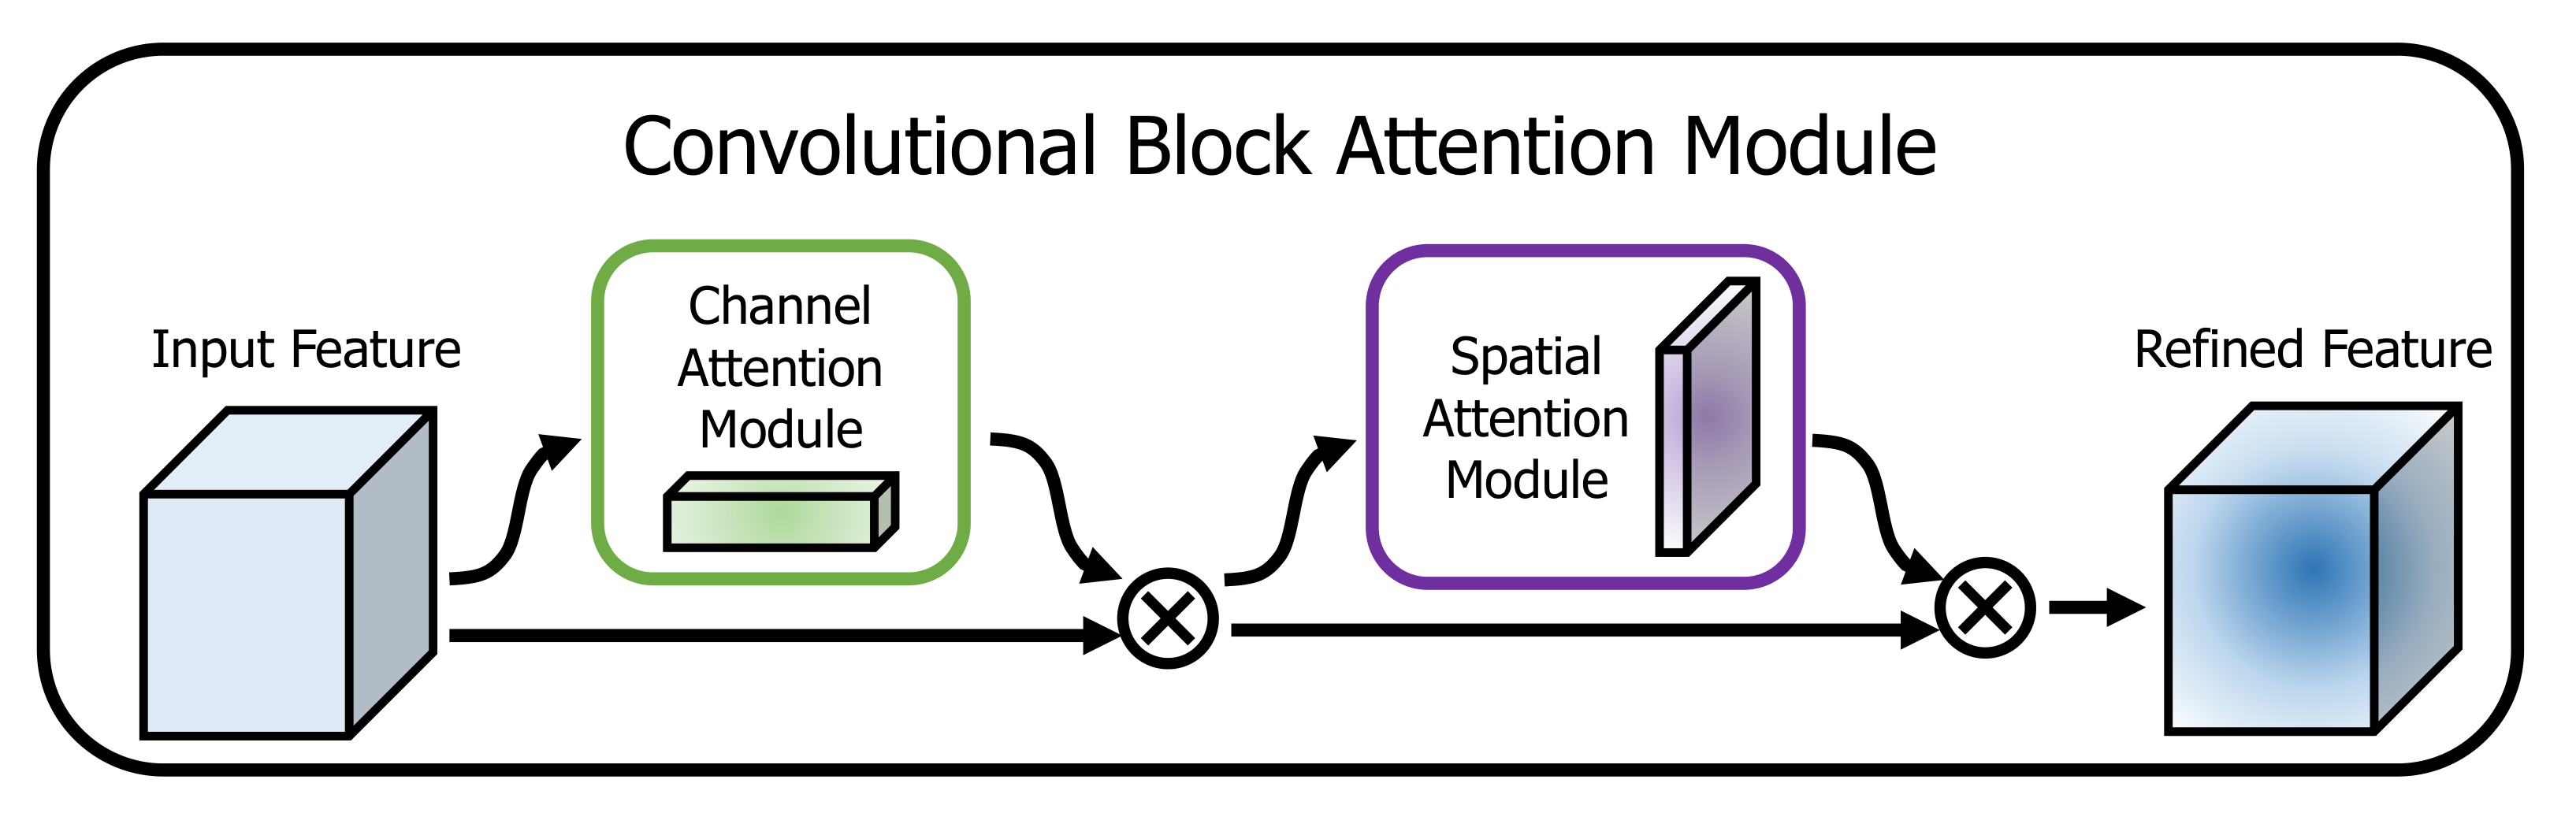 Convolutional Block Attention Module
Input Feature
Channel
Attention
Module
Spatial
Attention
Module
Refined Feature